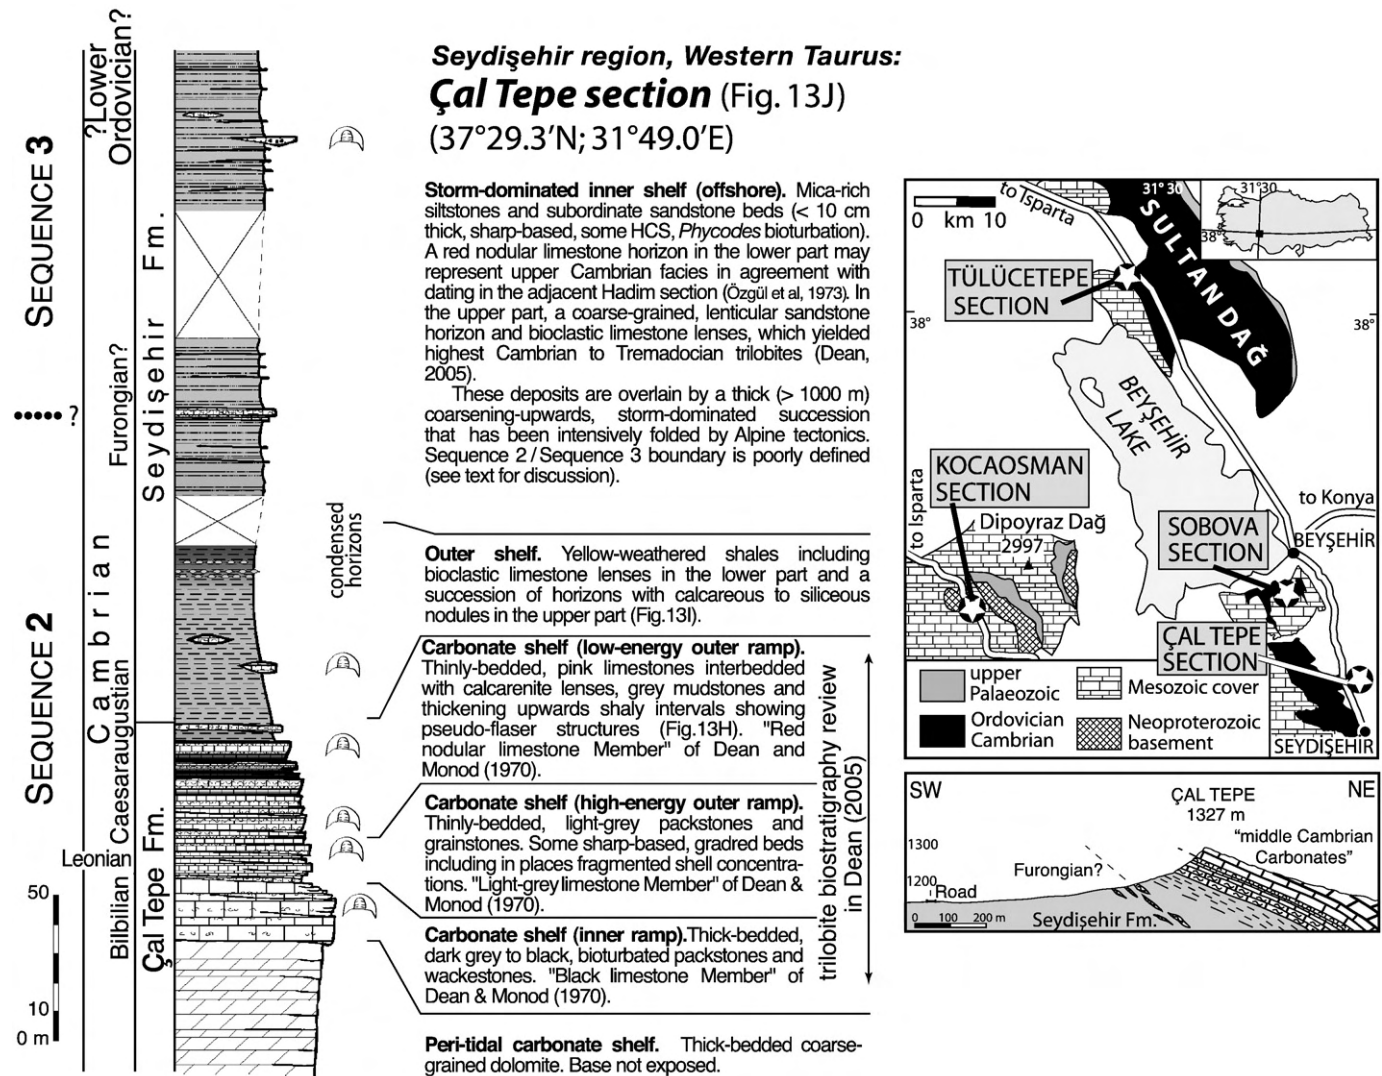 SEQUENCE 3
SEQUENCE 2
?
?Lower
Ordovician?
Furongian?
Cambrian
Caesaraugustian
Leonian
Bilbilian
Seydişehir Fm.
Çal Tepe Fm.
50
10
0 m
condensed
horizons
Seydişehir region, Western Taurus:
Çal Tepe section (Fig. 13J)
(37°29.3'N; 31°49.0'E)
Storm-dominated inner shelf (offshore). Mica-rich
siltstones and subordinate sandstone beds (< 10 cm
thick, sharp-based, some HCS, Phycodes bioturbation).
A red nodular limestone horizon in the lower part may
represent upper Cambrian facies in agreement with
dating in the adjacent Hadim section (Özgül et al, 1973). In
the upper part, a coarse-grained, lenticular sandstone
horizon and bioclastic limestone lenses, which yielded
highest Cambrian to Tremadocian trilobites (Dean,
2005).
These deposits are overlain by a thick (> 1000 m)
coarsening-upwards, storm-dominated succession
that has been intensively folded by Alpine tectonics.
Sequence 2 / Sequence 3 boundary is poorly defined
(see text for discussion).
Outer shelf. Yellow-weathered shales including
bioclastic limestone lenses in the lower part and a
succession of horizons with calcareous to siliceous
nodules in the upper part (Fig.13I).
Carbonate shelf (low-energy outer ramp).
Thinly-bedded, pink limestones interbedded
with calcarenite lenses, grey mudstones and
thickening upwards shaly intervals showing
pseudo-flaser structures (Fig.13H). "Red
nodular limestone Member" of Dean and
Monod (1970).
Carbonate shelf (high-energy outer ramp).
Thinly-bedded, light-grey packstones and
grainstones. Some sharp-based, gradred beds
including in places fragmented shell concentra-
tions. "Light-grey limestone Member" of Dean &
Monod (1970).
Carbonate shelf (inner ramp).Thick-bedded,
dark grey to black, bioturbated packstones and
wackestones. "Black limestone Member" of
Dean & Monod (1970).
Peri-tidal carbonate shelf. Thick-bedded coarse-
grained dolomite. Base not exposed.
trilobite biostratigraphy review
in Dean (2005)
0 km 10
to Isparta
31° 30
31°30
38°
SULTAN DAĞ
TÜLÜCETEPE
SECTION
38°
38°
BEYŞEHİR
LAKE
KOCAOSMAN
SECTION
to Isparta
Dipoyraz Dağ
2997
to Konya
SOBOVA
SECTION
BEYŞEHİR
ÇAL TEPE
SECTION
SEYDİŞEHİR
upper
Palaeozoic
Mesozoic cover
Ordovician
Cambrian
Neoproterozoic
basement
SW
NE
ÇAL TEPE
1327 m
"middle Cambrian
Carbonates"
1300
Furongian?
1200
Road
0 100 200 m
Seydişehir Fm.